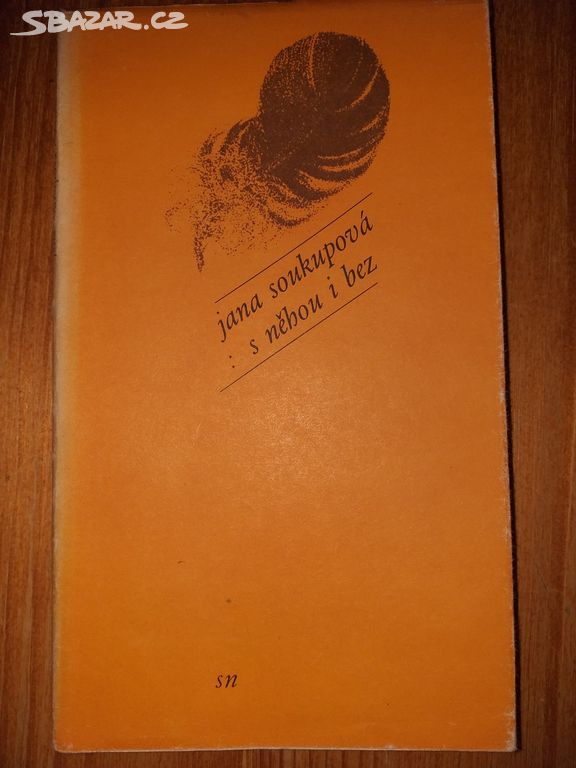 SBAZAR.CZ
jana soukupová
: s něhou i bez
sn